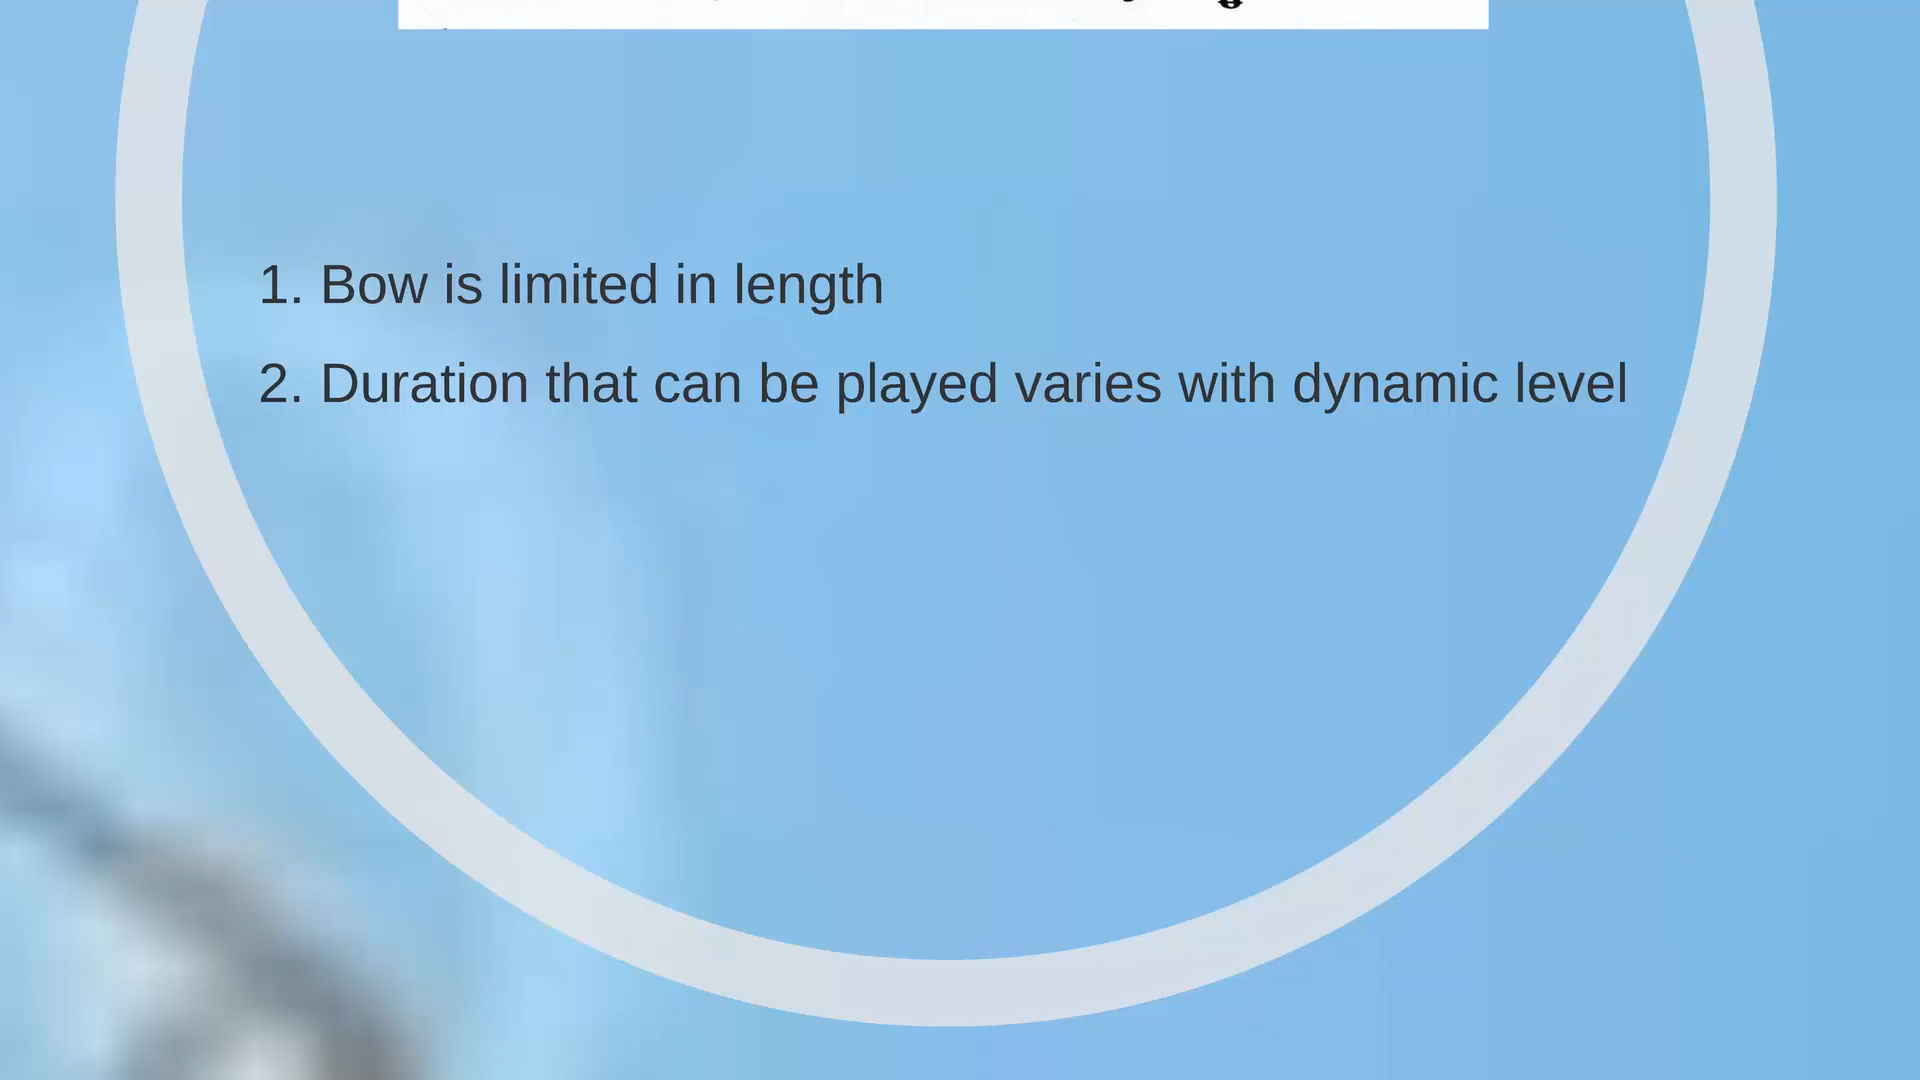 1. Bow is limited in length
2. Duration that can be played varies with dynamic level